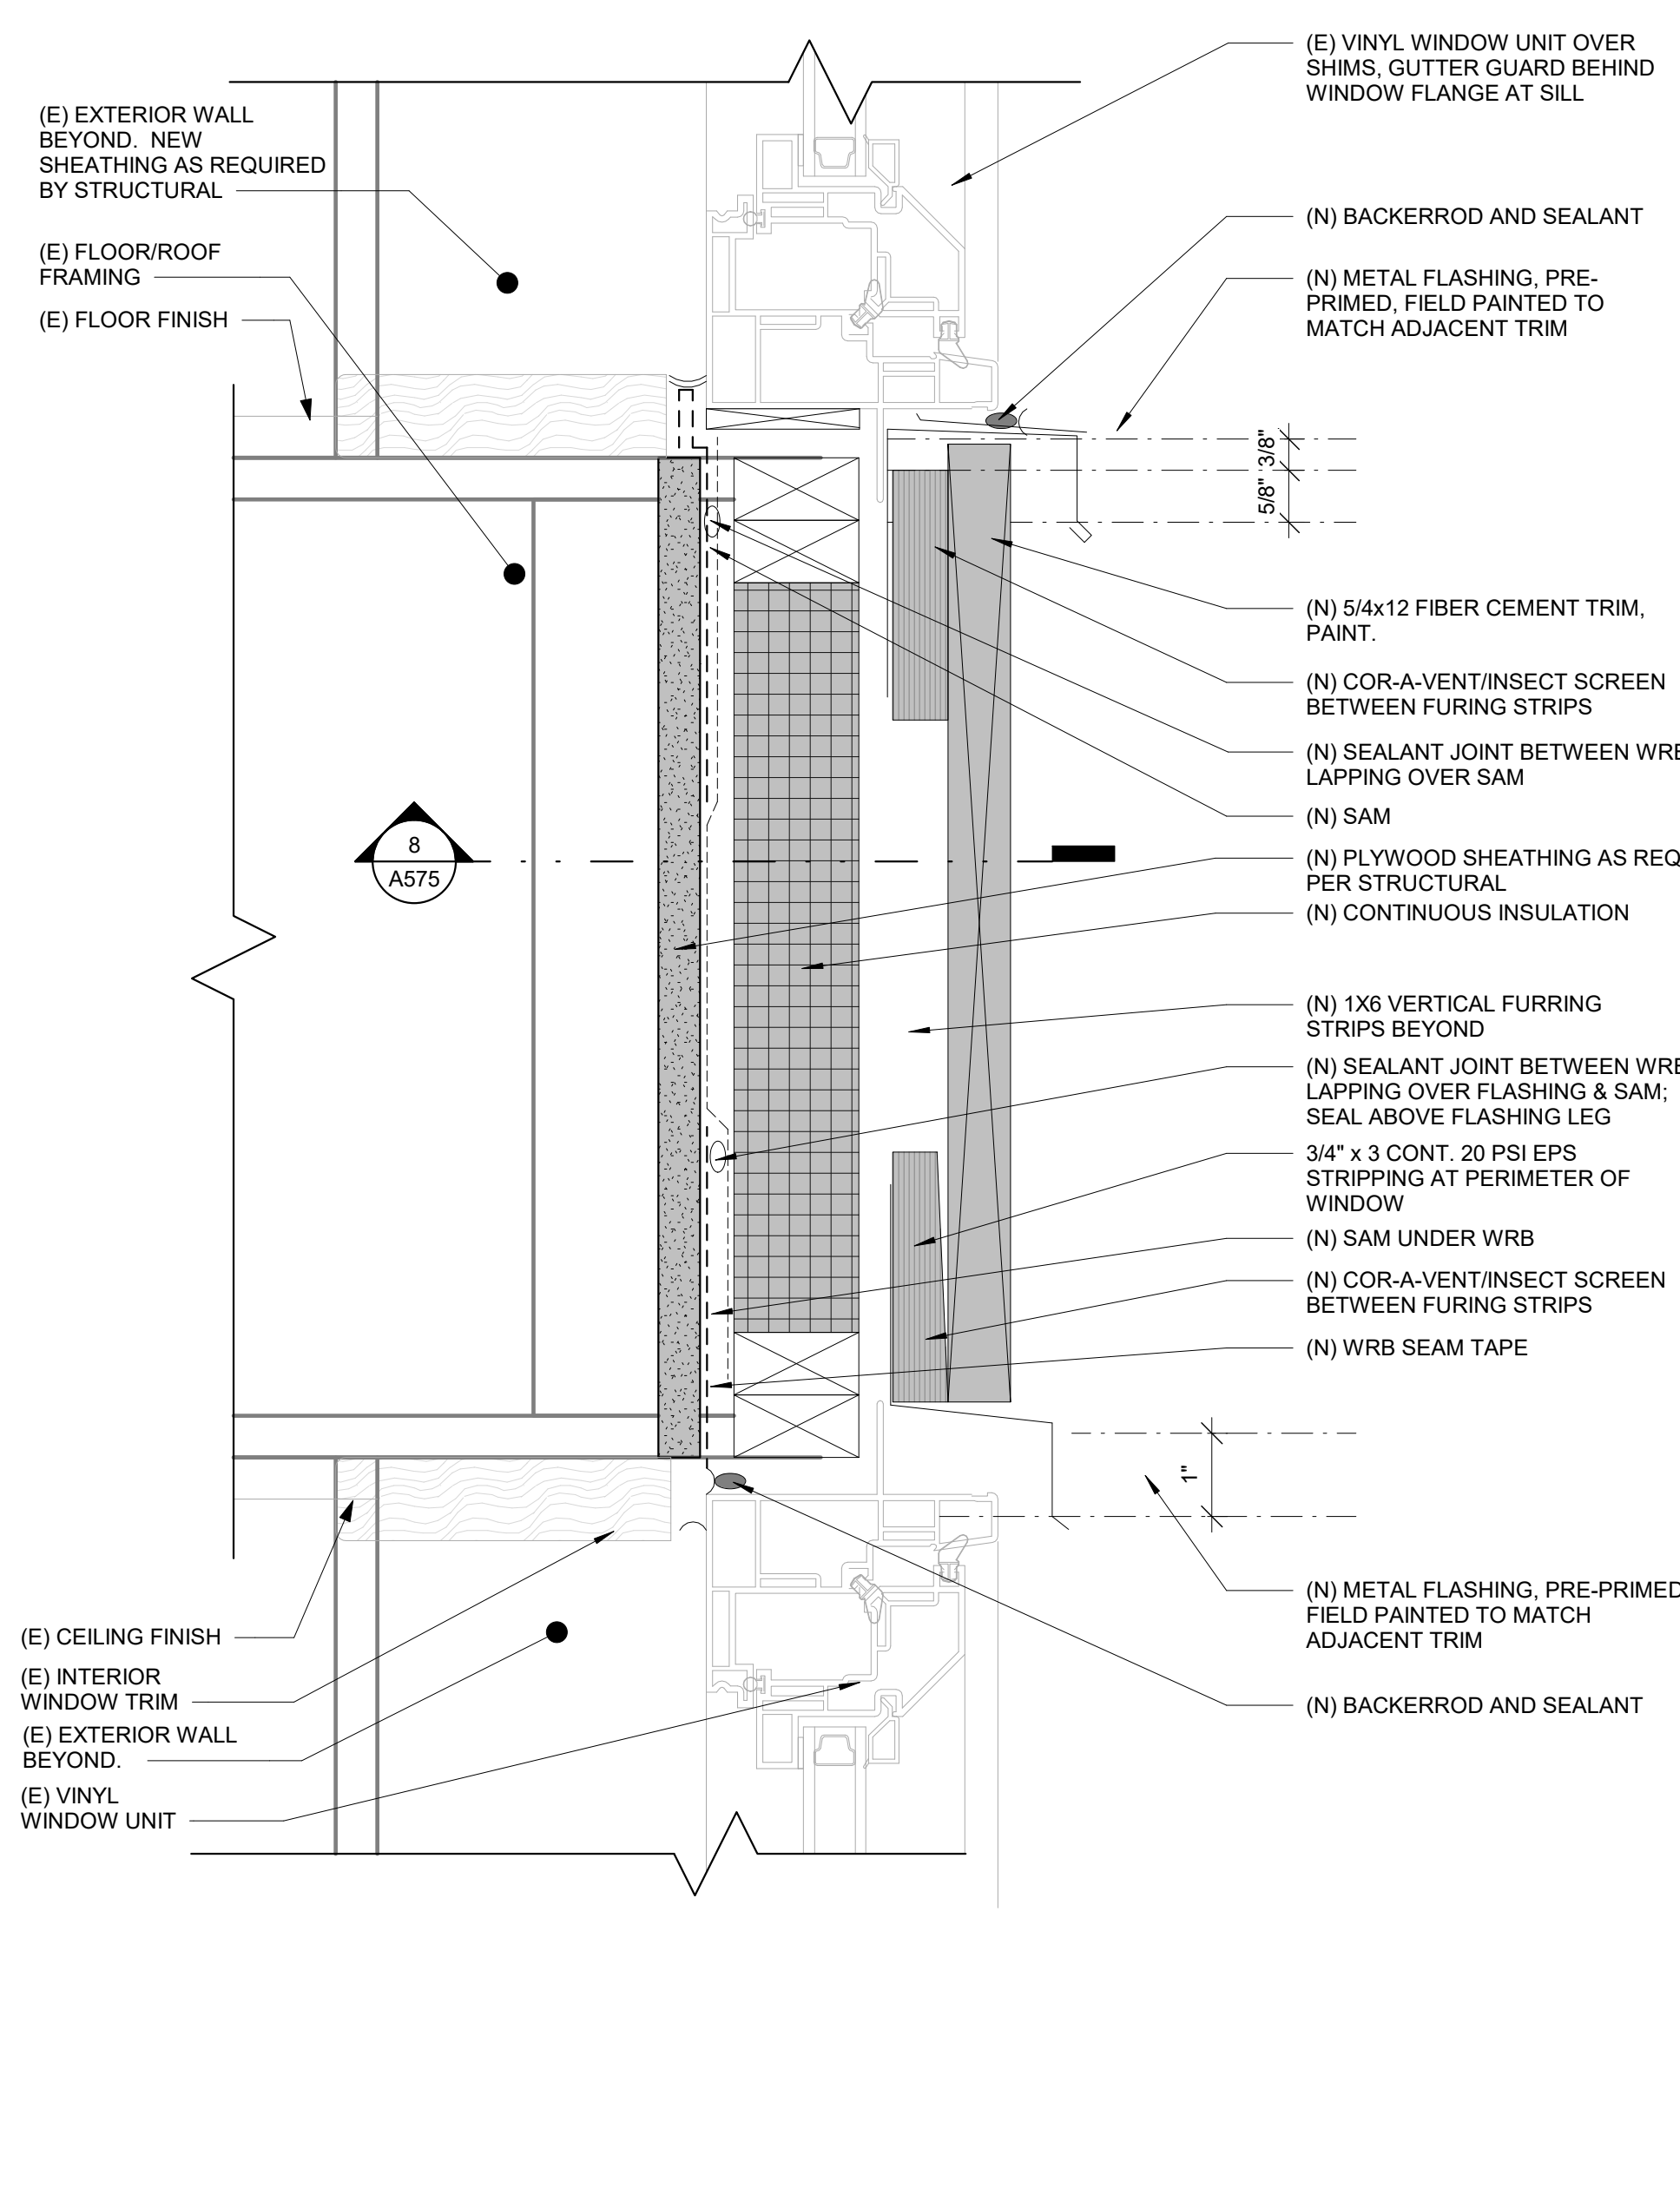 (E) EXTERIOR WALL
BEYOND.  NEW
SHEATHING AS REQUIRED
BY STRUCTURAL
(E) FLOOR/ROOF
FRAMING
(E) FLOOR FINISH
8
A575
(E) CEILING FINISH
(E) INTERIOR
WINDOW TRIM
(E) EXTERIOR WALL
BEYOND.
(E) VINYL
WINDOW UNIT
(E) VINYL WINDOW UNIT OVER
SHIMS, GUTTER GUARD BEHIND
WINDOW FLANGE AT SILL
(N) BACKERROD AND SEALANT
(N) METAL FLASHING, PRE-
PRIMED, FIELD PAINTED TO
MATCH ADJACENT TRIM
3/8"
5/8"
(N) 5/4x12 FIBER CEMENT TRIM,
PAINT.
(N) COR-A-VENT/INSECT SCREEN
BETWEEN FURING STRIPS
(N) SEALANT JOINT BETWEEN WRB
LAPPING OVER SAM
(N) SAM
(N) PLYWOOD SHEATHING AS REQ
PER STRUCTURAL
(N) CONTINUOUS INSULATION
(N) 1X6 VERTICAL FURRING
STRIPS BEYOND
(N) SEALANT JOINT BETWEEN WRB
LAPPING OVER FLASHING & SAM;
SEAL ABOVE FLASHING LEG
3/4" x 3 CONT. 20 PSI EPS
STRIPPING AT PERIMETER OF
WINDOW
(N) SAM UNDER WRB
(N) COR-A-VENT/INSECT SCREEN
BETWEEN FURING STRIPS
(N) WRB SEAM TAPE
1"
(N) METAL FLASHING, PRE-PRIMED
FIELD PAINTED TO MATCH
ADJACENT TRIM
(N) BACKERROD AND SEALANT